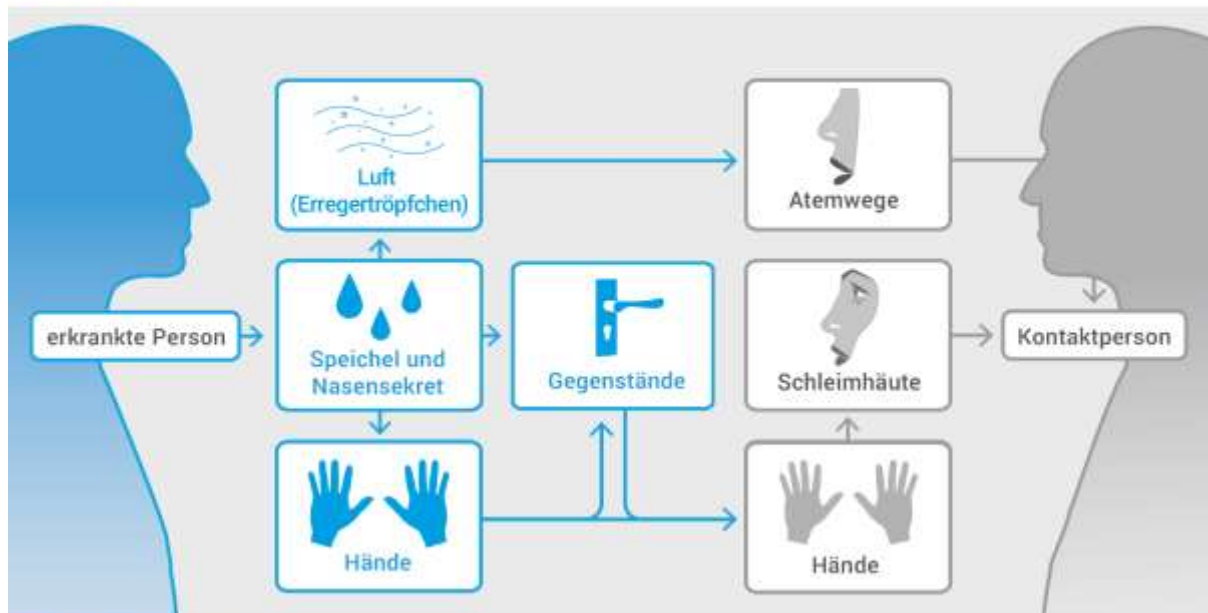 Luft
(Erregertröpfchen)
Atemwege
erkrankte Person
Speichel und
Nasensekret
Gegenstände
Schleimhäute
Kontaktperson
Hände
Hände